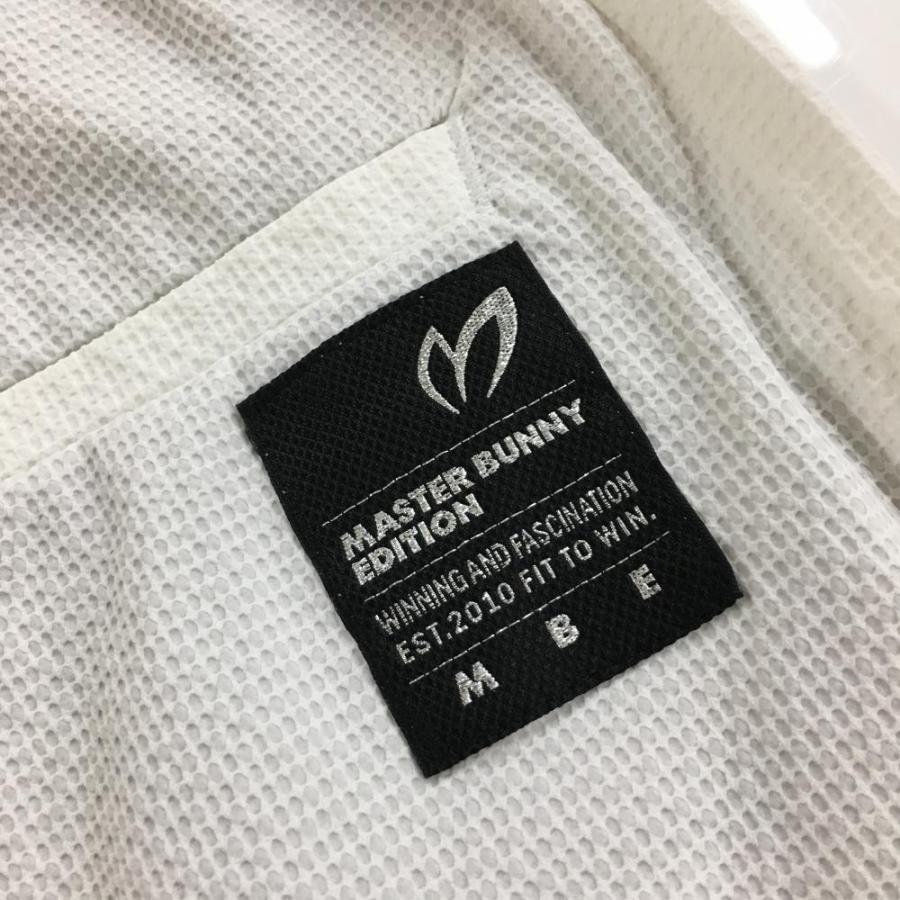 MASTER BUNNY
EDITION
WINNING AND FASCINATION
EST.2010 FIT TO WIN.
M B E